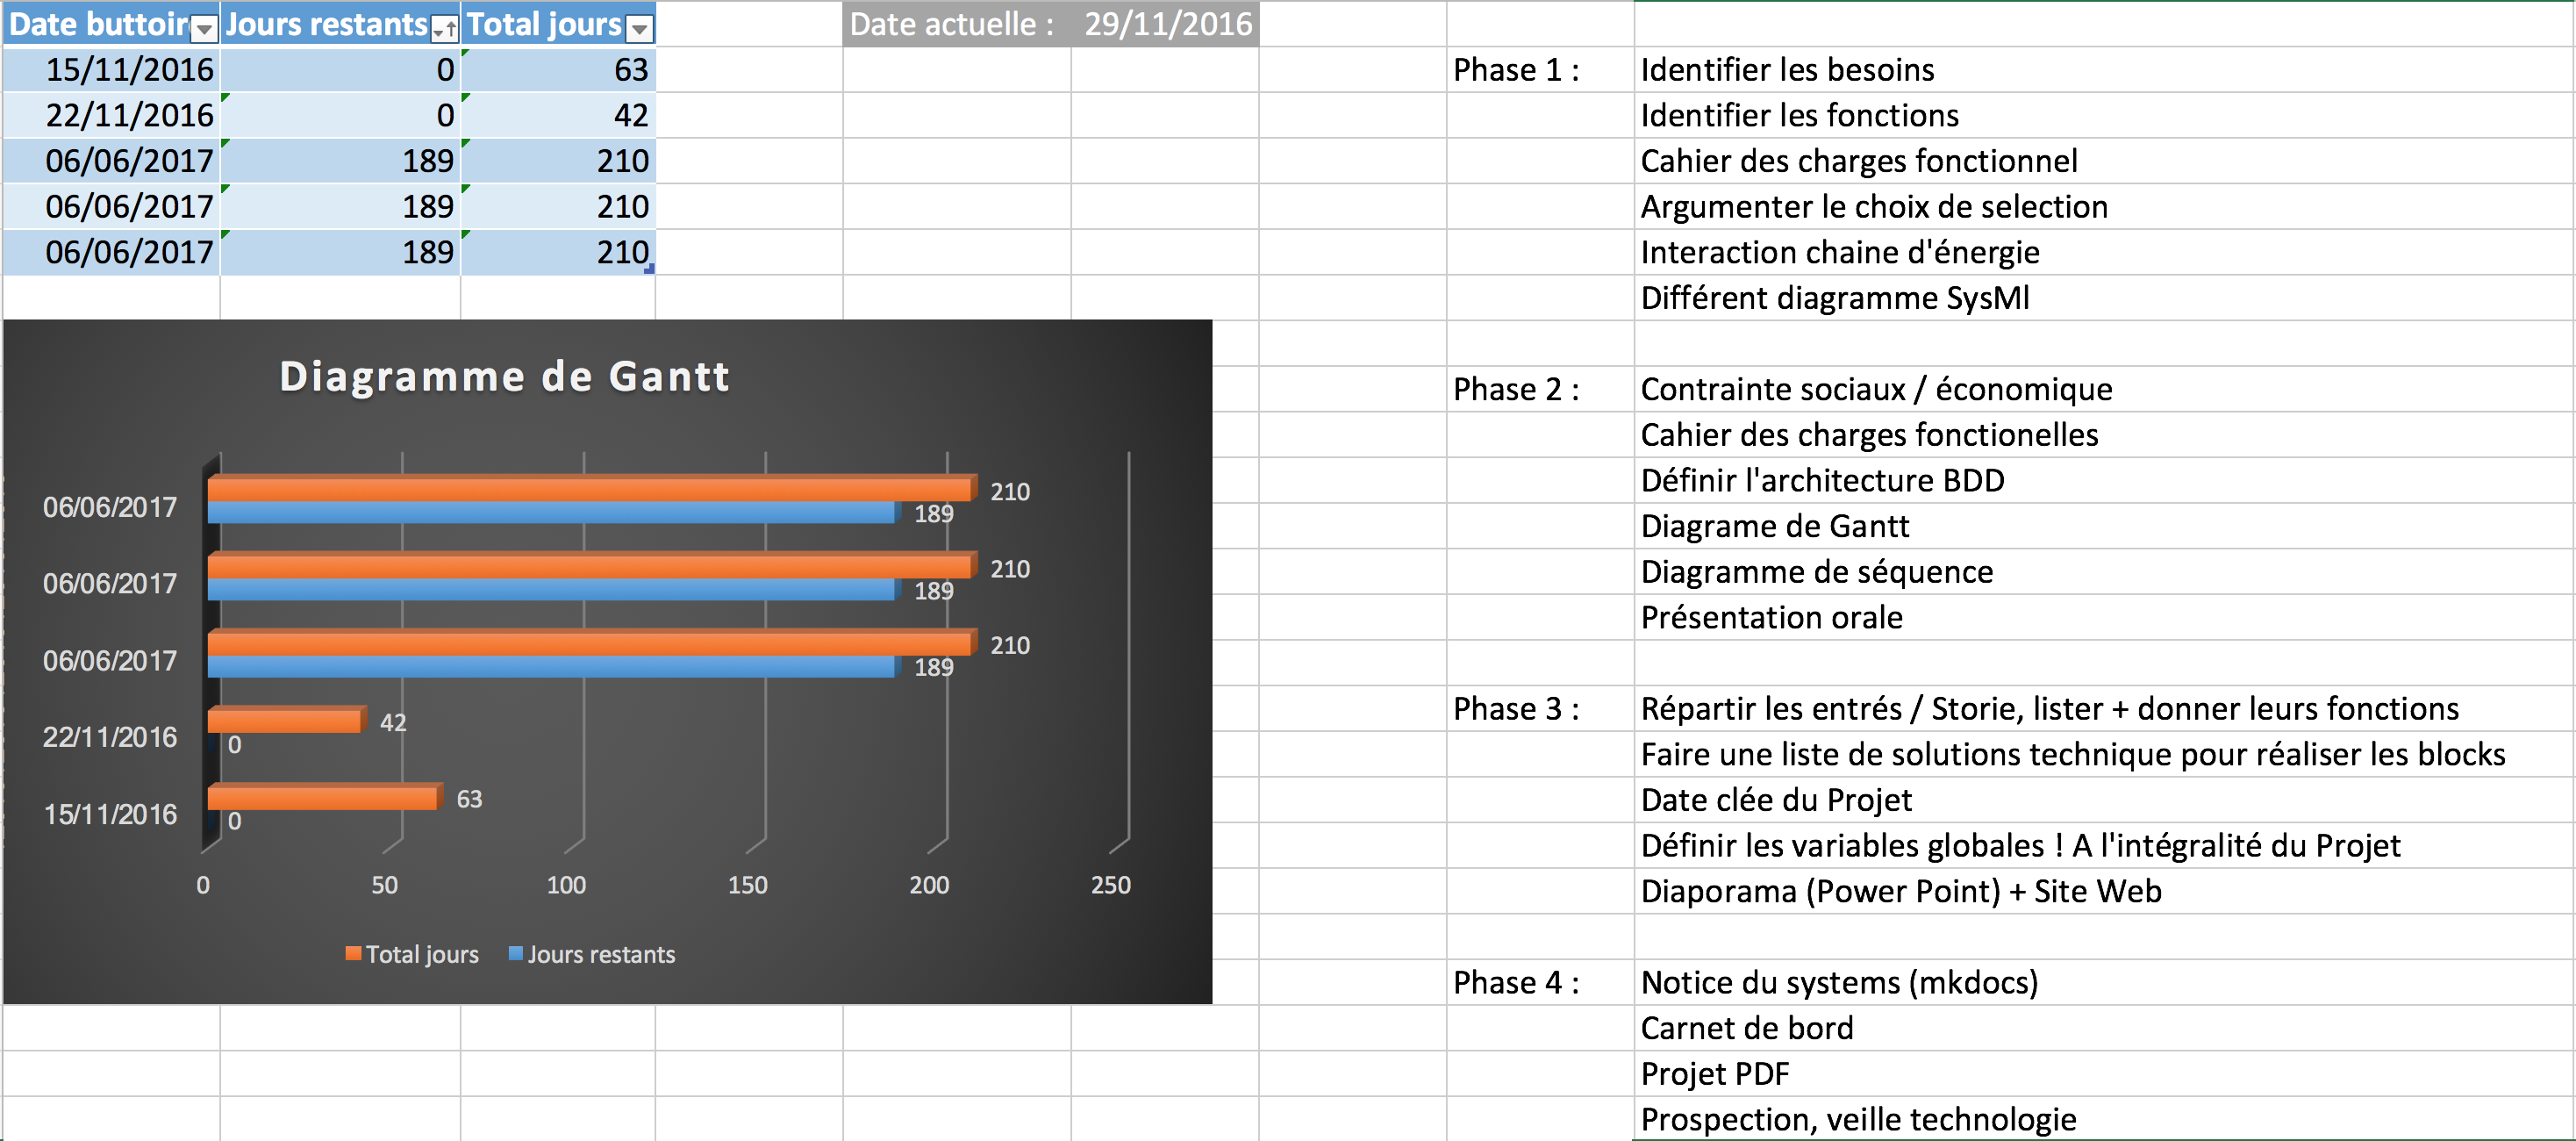 Date buttoir Jours restants Total jours Date actuelle : 29/11/2016
15/11/2016 0 63
22/11/2016 0 42
06/06/2017 189 210
06/06/2017 189 210
06/06/2017 189 210
Diagramme de Gantt
06/06/2017 210
189
06/06/2017 210
189
06/06/2017 210
189
22/11/2016 42
0
15/11/2016 63
0
0 50 100 150 200 250
Total jours Jours restants
Phase 1 : Identifier les besoins
Identifier les fonctions
Cahier des charges fonctionnel
Argumenter le choix de selection
Interaction chaine d'énergie
Différent diagramme SysMl
Phase 2 : Contrainte sociaux / économique
Cahier des charges fonctionelles
Définir l'architecture BDD
Diagrame de Gantt
Diagramme de séquence
Présentation orale
Phase 3 : Répartir les entrés / Storie, lister + donner leurs fonctions
Faire une liste de solutions technique pour réaliser les blocks
Date clée du Projet
Définir les variables globales ! A l'intégralité du Projet
Diaporama (Power Point) + Site Web
Phase 4 : Notice du systems (mkdocs)
Carnet de bord
Projet PDF
Prospection, veille technologie